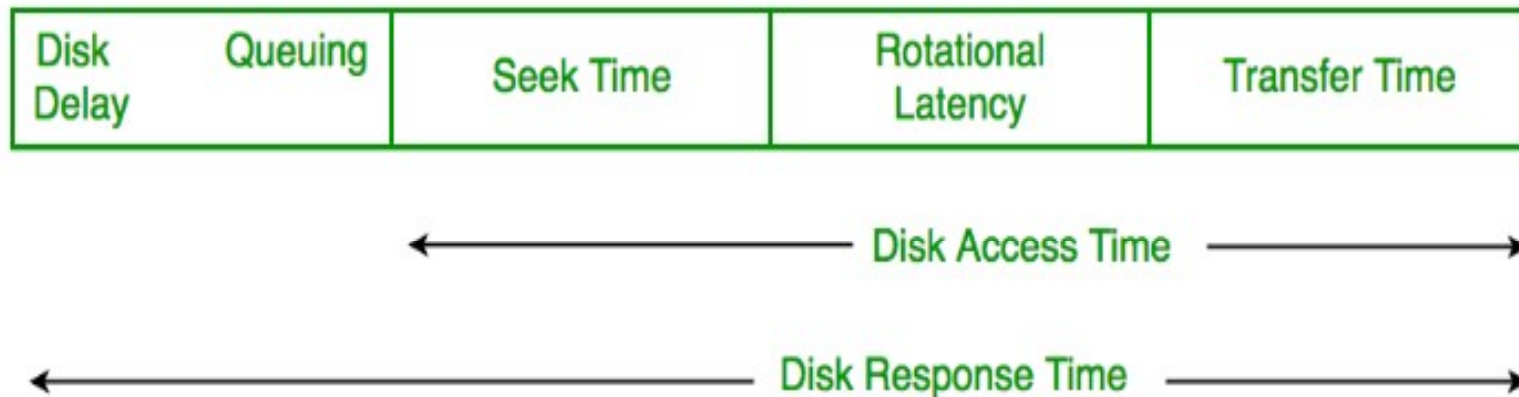 Disk Queuing
Delay
Seek Time
Rotational
Latency
Transfer Time
Disk Access Time
Disk Response Time